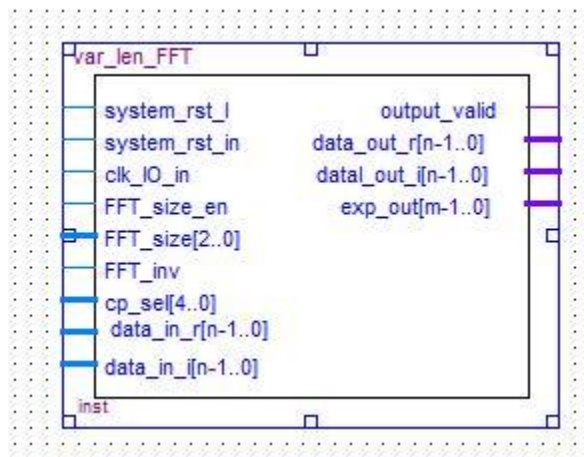 var_len_FFT
system_rst_l
system_rst_in
clk_IO_in
FFT_size_en
FFT_size[2..0]
FFT_inv
cp_sel[4..0]
data_in_r[n-1..0]
data_in_i[n-1..0]
output_valid
data_out_r[n-1..0]
datal_out_i[n-1..0]
exp_out[m-1..0]
inst